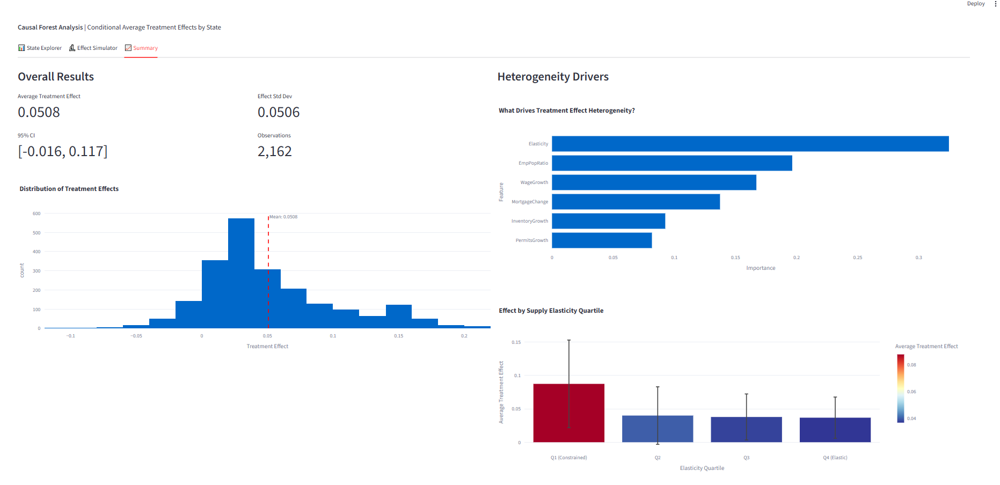 Deploy
Causal Forest Analysis | Conditional Average Treatment Effects by State
State Explorer
Effect Simulator
Summary
Overall Results
Average Treatment Effect
0.0508
Effect Std Dev
0.0506
95% CI
[-0.016, 0.117]
Observations
2,162
Distribution of Treatment Effects
600
500
400
300
200
100
0
count
Mean: 0.0508
−0.1
−0.05
0
0.05
0.1
0.15
0.2
Treatment Effect
Heterogeneity Drivers
What Drives Treatment Effect Heterogeneity?
Feature
Elasticity
EmpPopRatio
WageGrowth
MortgageChange
InventoryGrowth
PermitsGrowth
0
0.05
0.1
0.15
0.2
0.25
0.3
Importance
Effect by Supply Elasticity Quartile
Average Treatment Effect
0.15
0.1
0.05
0
Q1 (Constrained)
Q2
Q3
Q4 (Elastic)
Elasticity Quartile
Average Treatment Effect
0.08
0.06
0.04